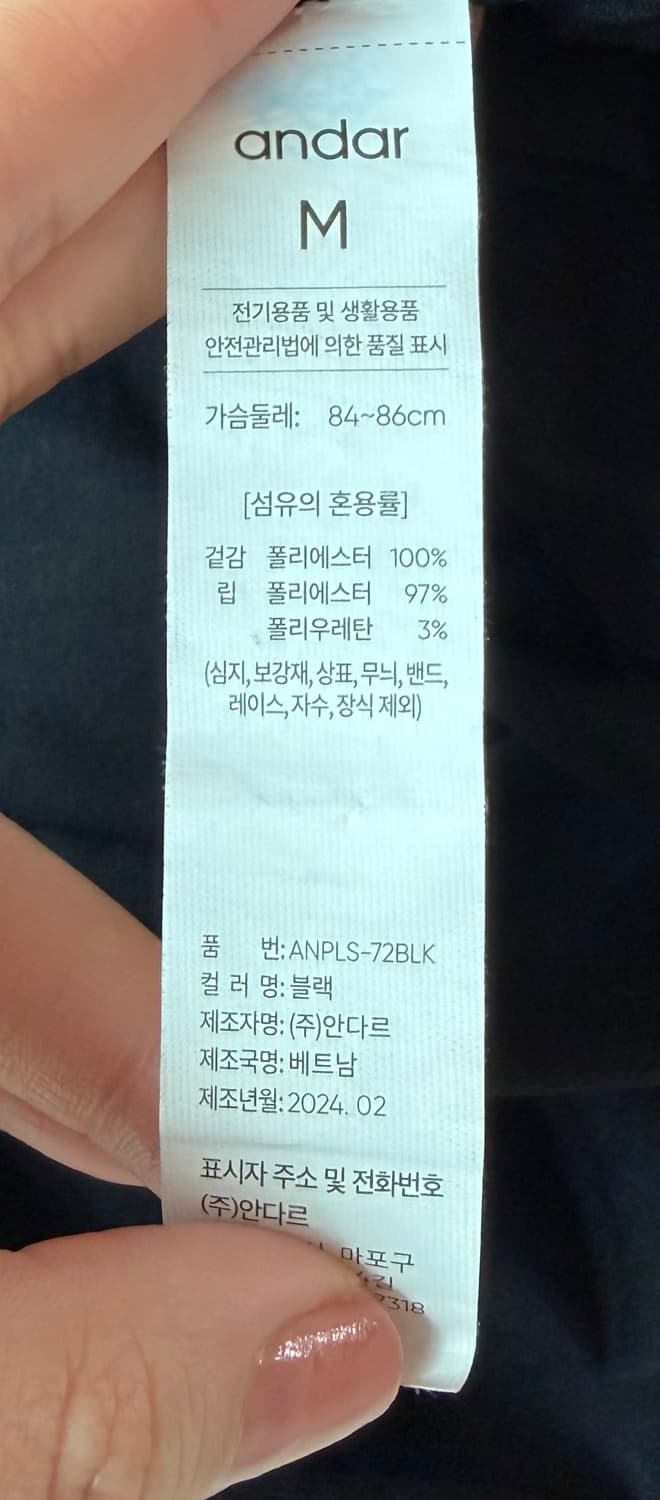 andar
M
전기용품 및 생활용품
안전관리법에 의한 품질 표시
가슴둘레: 84~86cm
[섬유의 혼용률]
겉감 폴리에스터 100%
립 폴리에스터 97%
폴리우레탄 3%
(심지, 보강재, 상표, 무늬, 밴드,
레이스, 자수, 장식 제외)
품 번: ANPLS-72BLK
컬 러 명: 블랙
제조자명: (주)안다르
제조국명: 베트남
제조년월: 2024. 02
표시자 주소 및 전화번호
(주)안다르
마포구
318